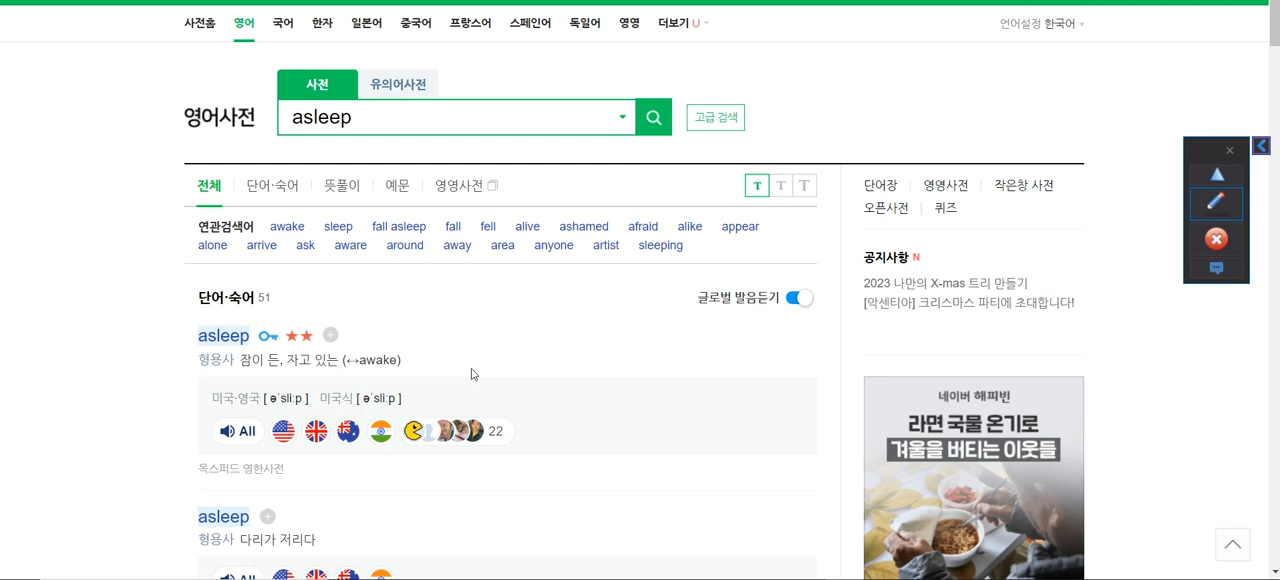 사전홈 영어 국어 한자 일본어 중국어 프랑스어 스페인어 독일어 영영 더보기 U 언어설정 한국어
사전 유의어사전
영어사전 asleep 고급 검색
전체 단어·숙어 뜻풀이 예문 영영사전 T T T
연관검색어 awake sleep fall asleep fall fell alive ashamed afraid alike appear
alone arrive ask aware around away area anyone artist sleeping
단어·숙어 51 글로벌 발음듣기
asleep ★★
형용사 잠이 든, 자고 있는 (↔awake)
미국·영국 [ əˈsliːp ] 미국식 [ əˈsliːp ]
All 22
옥스퍼드 영한사전
asleep
형용사 다리가 저리다
All
단어장 영영사전 작은창 사전
오픈사전 퀴즈
공지사항 N
2023 나만의 X-mas 트리 만들기
[악센티아] 크리스마스 파티에 초대합니다!
네이버 해피빈
라면 국물 온기로
겨울을 버티는 이웃들